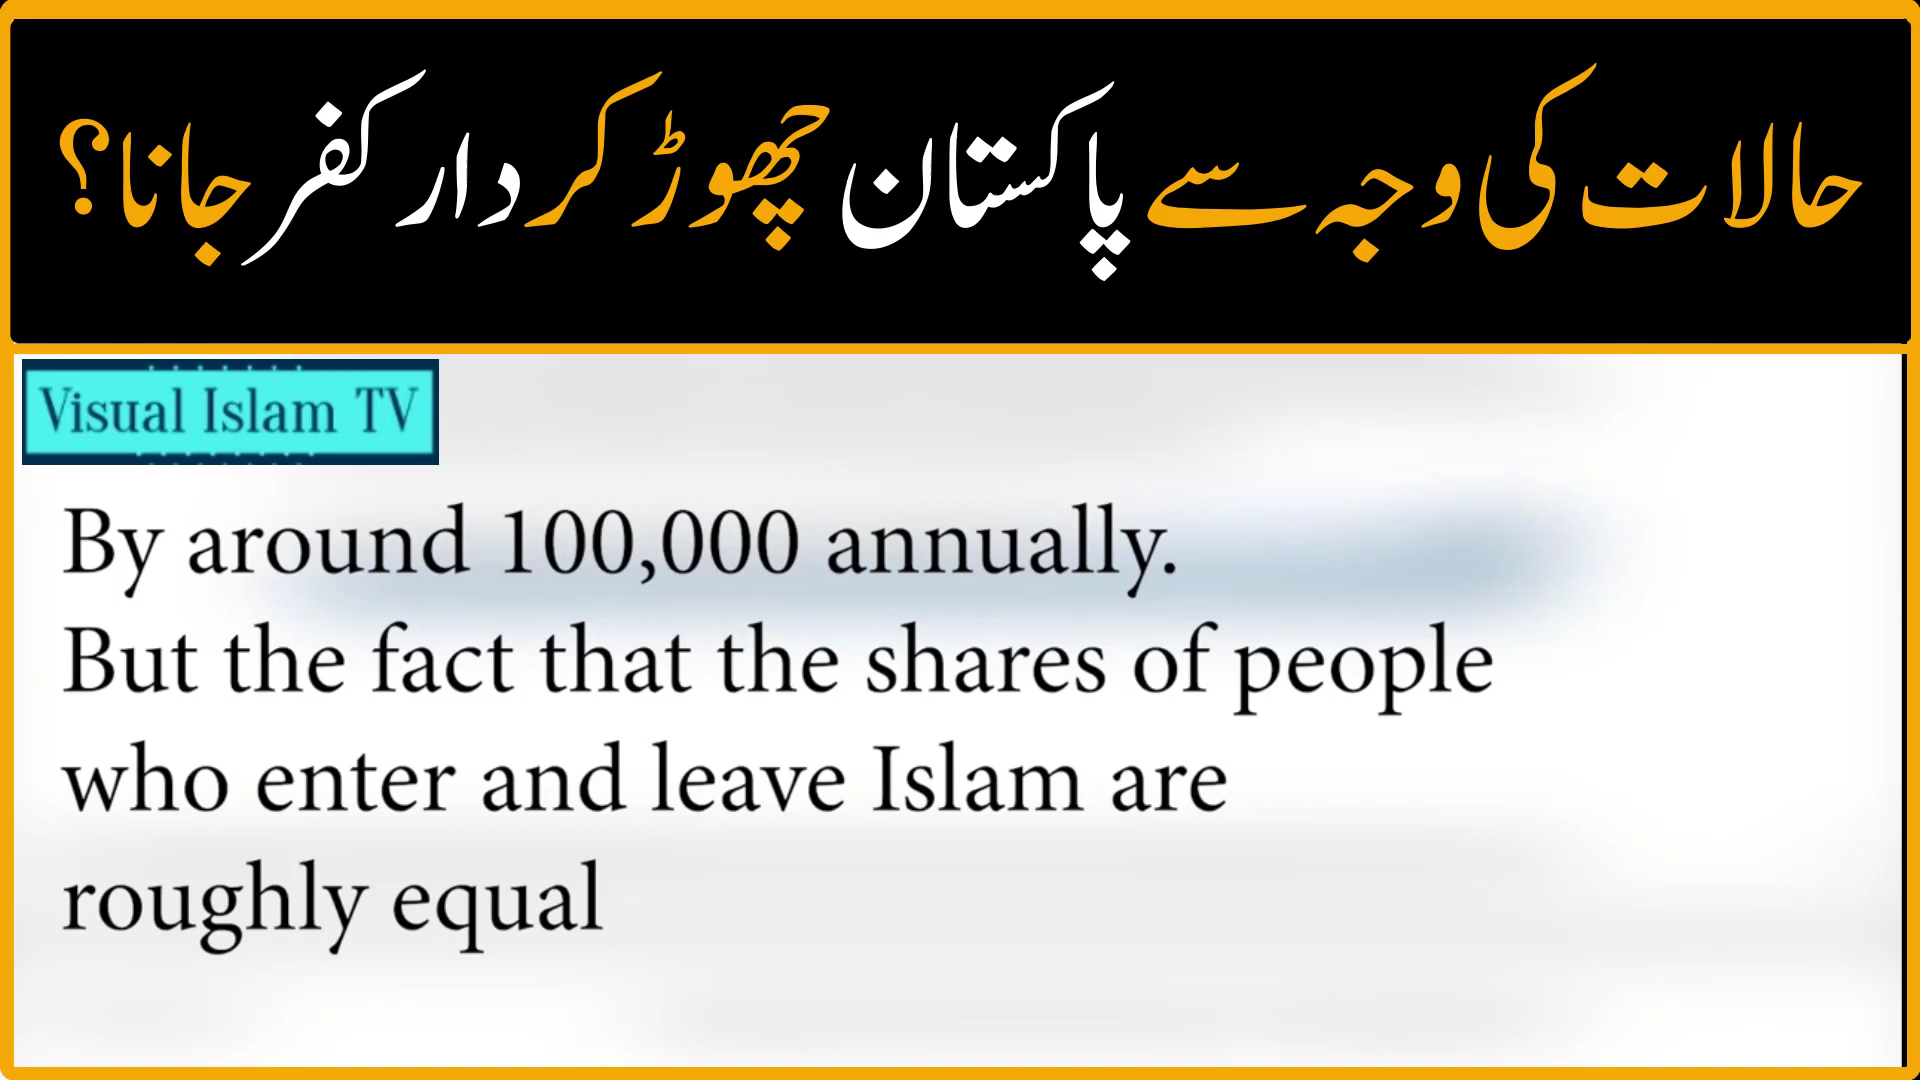 حالات کی وجہ سے پاکستان چھوڑ کر دار کفر جانا؟
Visual Islam TV
By around 100,000 annually.
But the fact that the shares of people
who enter and leave Islam are
roughly equal